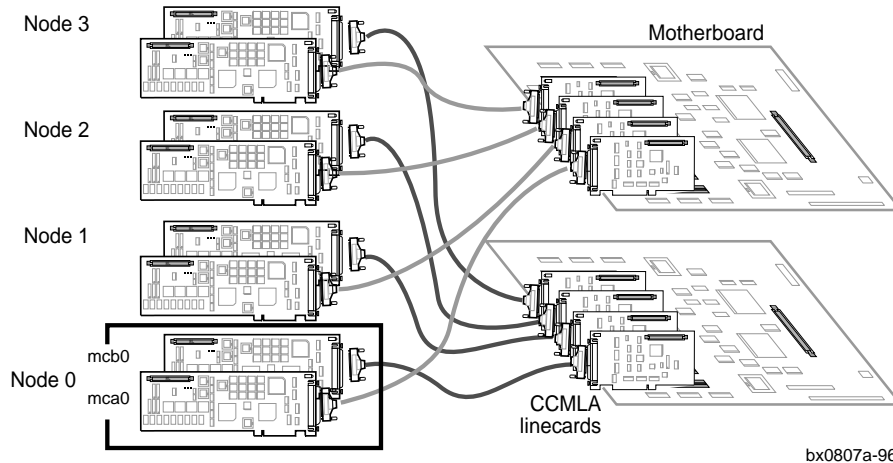 Node 3
Motherboard
Node 2
Node 1
mcb0
Node 0
mca0
CCMLA
linecards
bx0807a-96